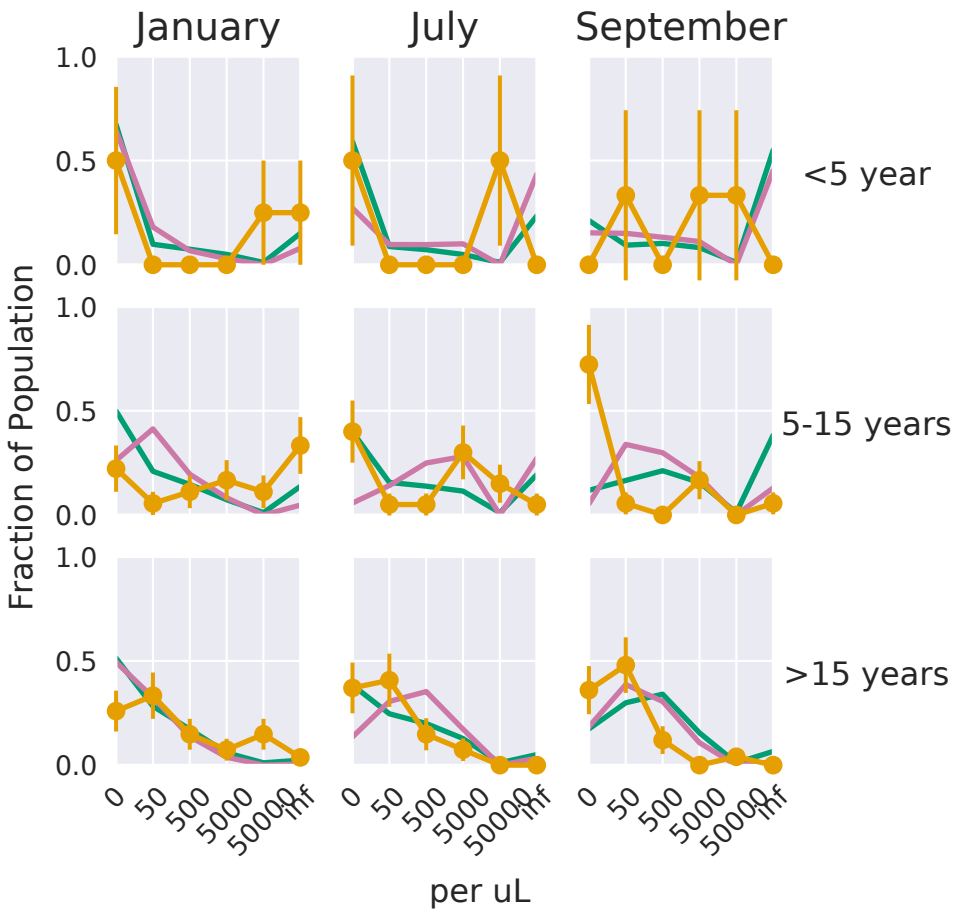 January July September
1.0
0.5
0.0
<5 year
1.0
0.5
0.0
5-15 years
1.0
0.5
0.0
>15 years
Fraction of Population
0 50 500 5000 50000 inf 0 50 500 5000 50000 inf 0 50 500 5000 50000 inf
per uL